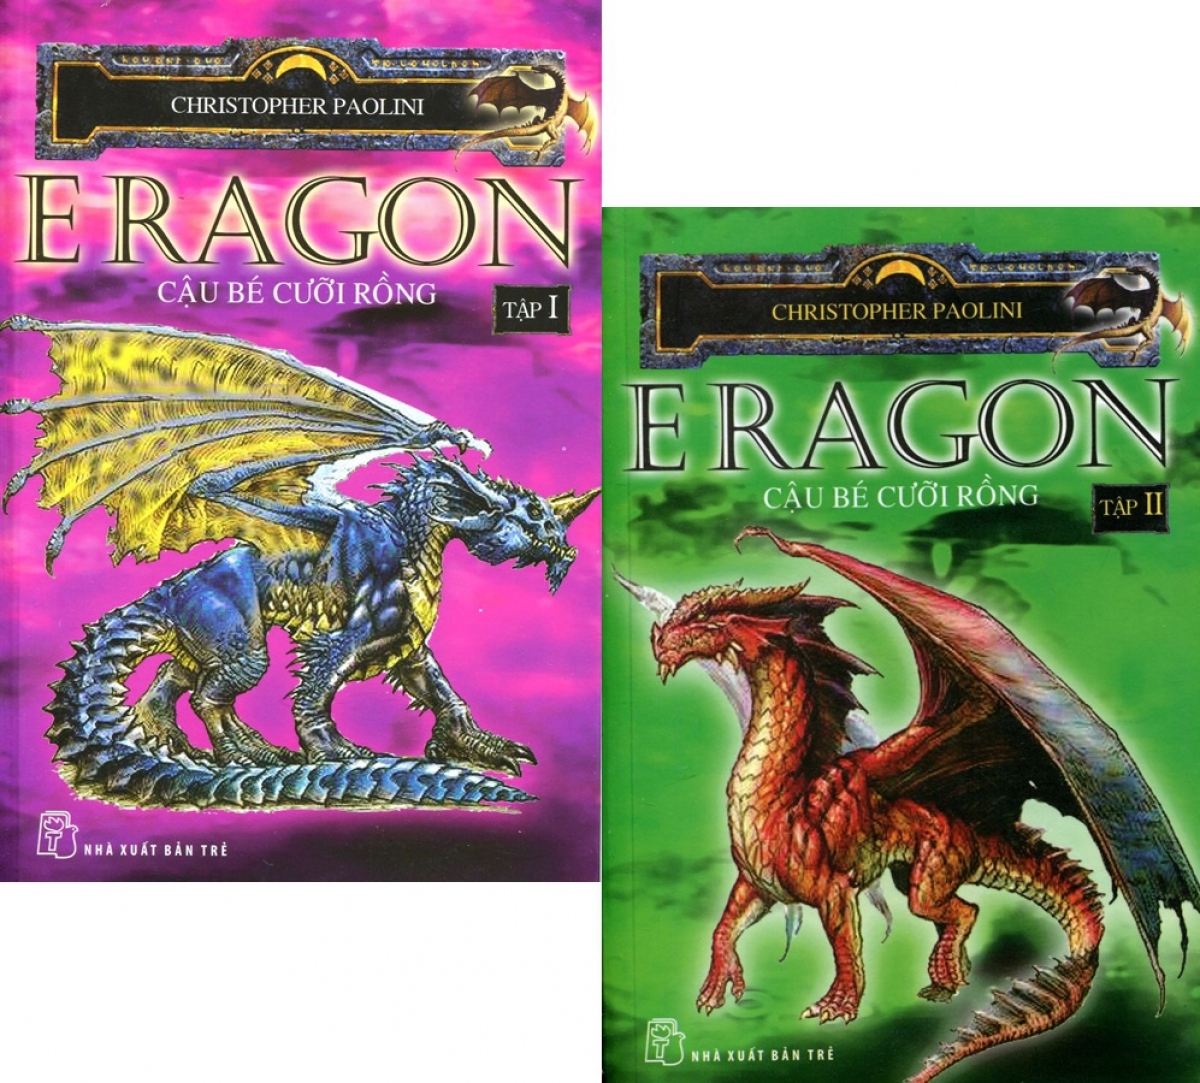 CHRISTOPHER PAOLINI
ERAGON
CẬU BÉ CƯỠI RỒNG
TẬP I
NHÀ XUẤT BẢN TRẺ
CHRISTOPHER PAOLINI
ERAGON
CẬU BÉ CƯỠI RỒNG
TẬP II
NHÀ XUẤT BẢN TRẺ